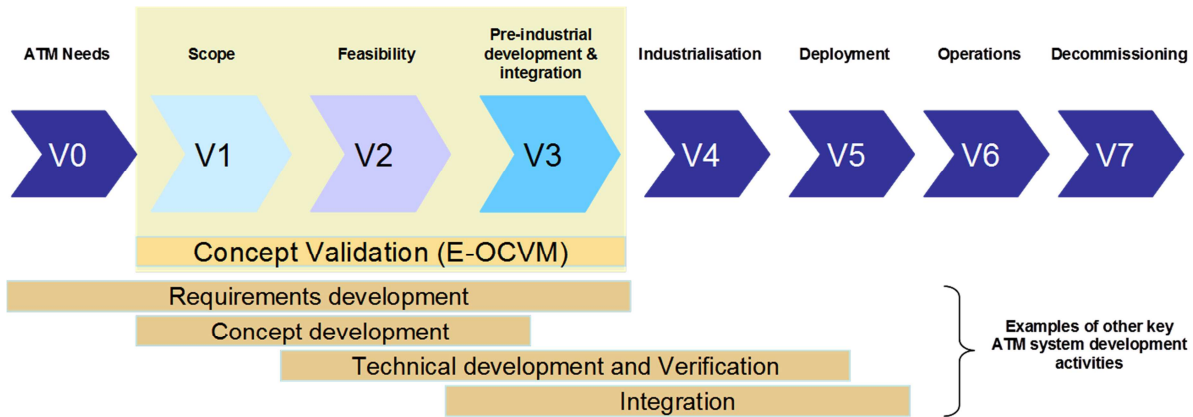 ATM Needs
Scope
Feasibility
Pre-industrial
development &
integration
Industrialisation
Deployment
Operations
Decommissioning
V0
V1
V2
V3
V4
V5
V6
V7
Concept Validation (E-OCVM)
Requirements development
Concept development
Technical development and Verification
Integration
Examples of other key
ATM system development
activities